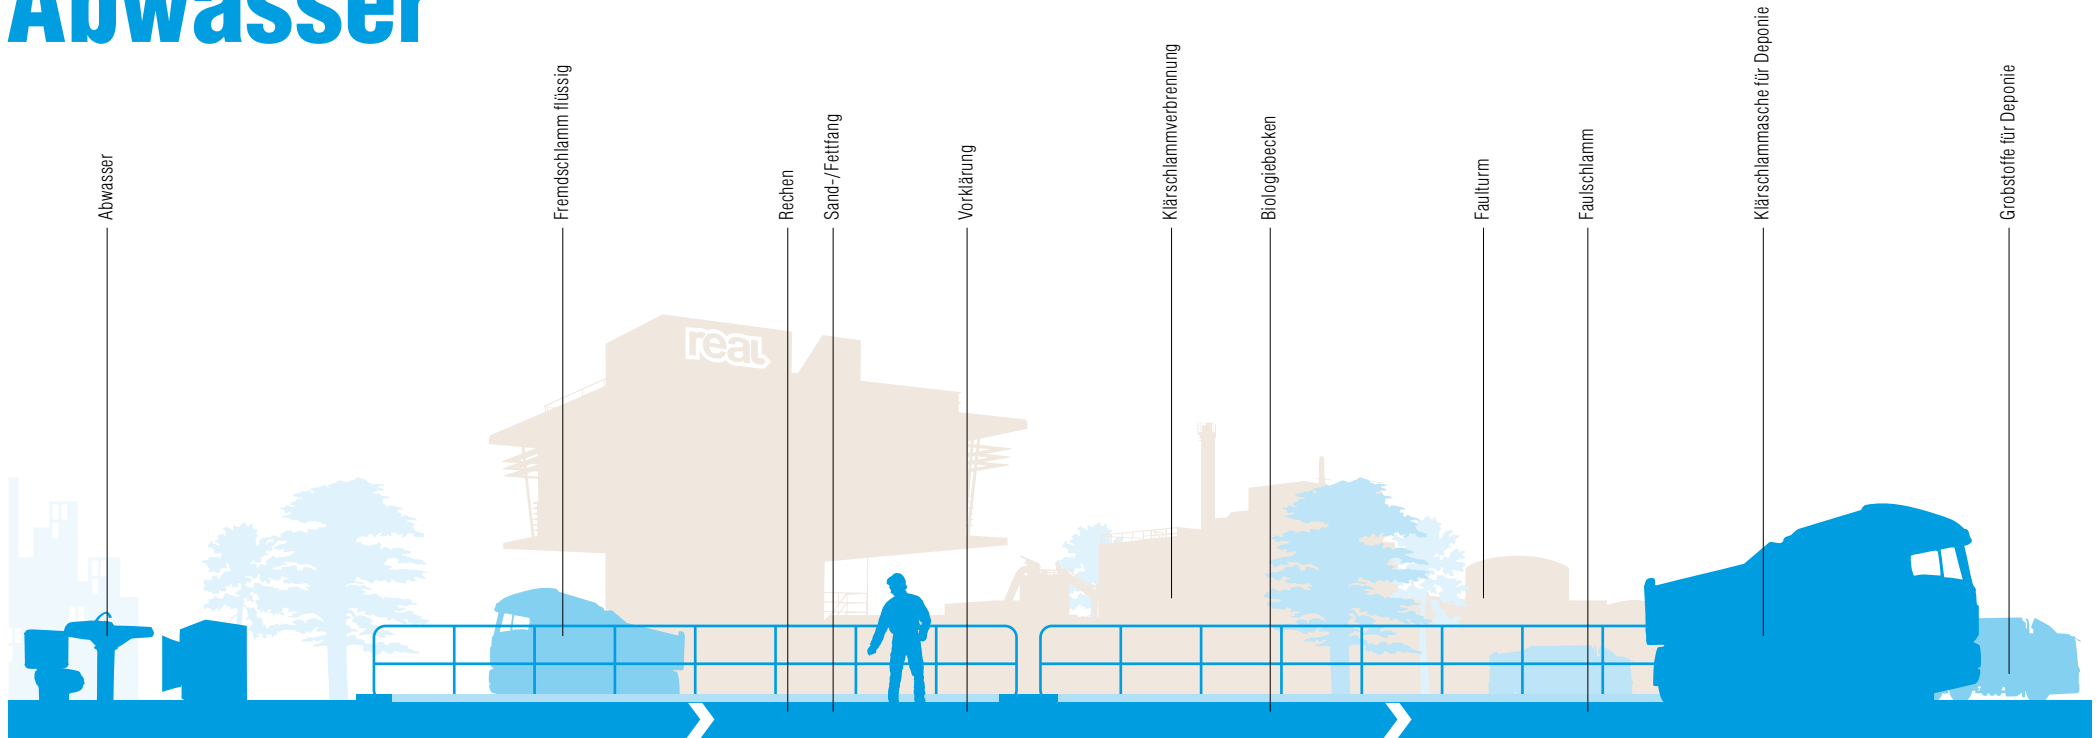 Abwasser
Abwasser
Fremdschlamm flüssig
Rechen
Sand-/Fettfang
Vorklärung
Klärschlammverbrennung
Biologiebecken
Faulturm
Faulschlamm
Klärschlammasche für Deponie
Grobstoffe für Deponie
real